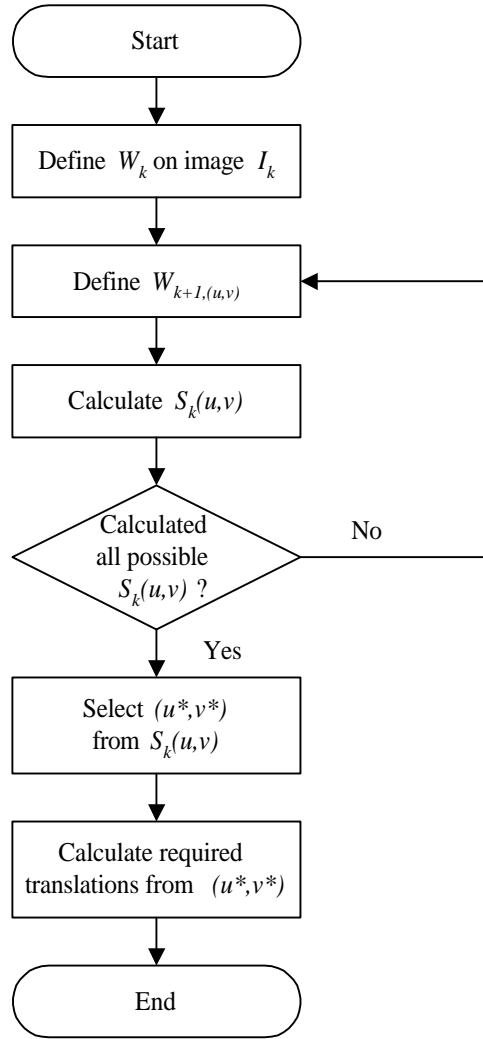 Start
Define W_k on image I_k
Define W_{k+1,(u,v)}
Calculate S_k(u,v)
Calculated
all possible
S_k(u,v) ?
No
Yes
Select (u*,v*)
from S_k(u,v)
Calculate required
translations from (u*,v*)
End